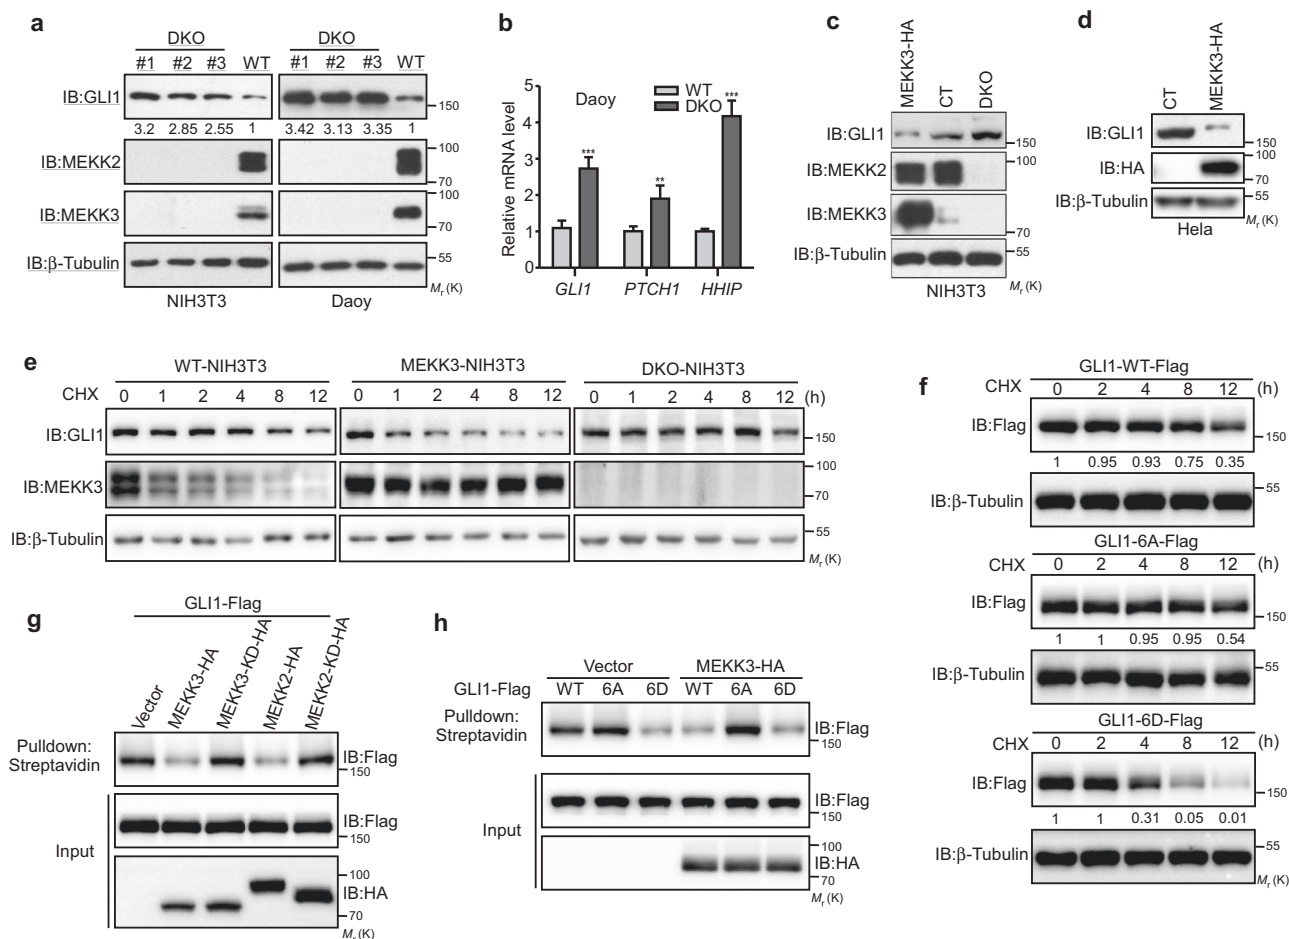 a
DKO
DKO
#1 #2 #3 WT
#1 #2 #3 WT
IB:GLI1
150
3.2 2.85 2.55 1
3.42 3.13 3.35 1
IB:MEKK2
100
70
IB:MEKK3
100
70
IB:β-Tubulin
55
Mr (K)
NIH3T3
Daoy
b
Relative mRNA level
5
4
3
2
1
0
Daoy
WT
DKO
***
**
***
GLI1 PTCH1 HHIP
c
MEKK3-HA
CT
DKO
IB:GLI1
150
IB:MEKK2
100
IB:MEKK3
70
IB:β-Tubulin
55
Mr (K)
NIH3T3
d
CT
MEKK3-HA
IB:GLI1
150
IB:HA
100
70
IB:β-Tubulin
55
Mr (K)
Hela
e
WT-NIH3T3
MEKK3-NIH3T3
DKO-NIH3T3
CHX 0 1 2 4 8 12 0 1 2 4 8 12 0 1 2 4 8 12 (h)
IB:GLI1
150
IB:MEKK3
100
70
IB:β-Tubulin
55
Mr (K)
f
GLI1-WT-Flag
CHX 0 2 4 8 12 (h)
IB:Flag
150
1 0.95 0.93 0.75 0.35
IB:β-Tubulin
55
GLI1-6A-Flag
CHX 0 2 4 8 12 (h)
IB:Flag
150
1 1 0.95 0.95 0.54
IB:β-Tubulin
55
GLI1-6D-Flag
CHX 0 2 4 8 12 (h)
IB:Flag
150
1 1 0.31 0.05 0.01
IB:β-Tubulin
55
Mr (K)
g
GLI1-Flag
Vector
MEKK3-HA
MEKK3-KD-HA
MEKK2-HA
MEKK2-KD-HA
Pulldown:
Streptavidin
IB:Flag
150
Input
IB:Flag
150
100
IB:HA
70
Mr (K)
h
Vector
MEKK3-HA
GLI1-Flag WT 6A 6D WT 6A 6D
Pulldown:
Streptavidin
IB:Flag
150
Input
IB:Flag
150
100
IB:HA
70
Mr (K)